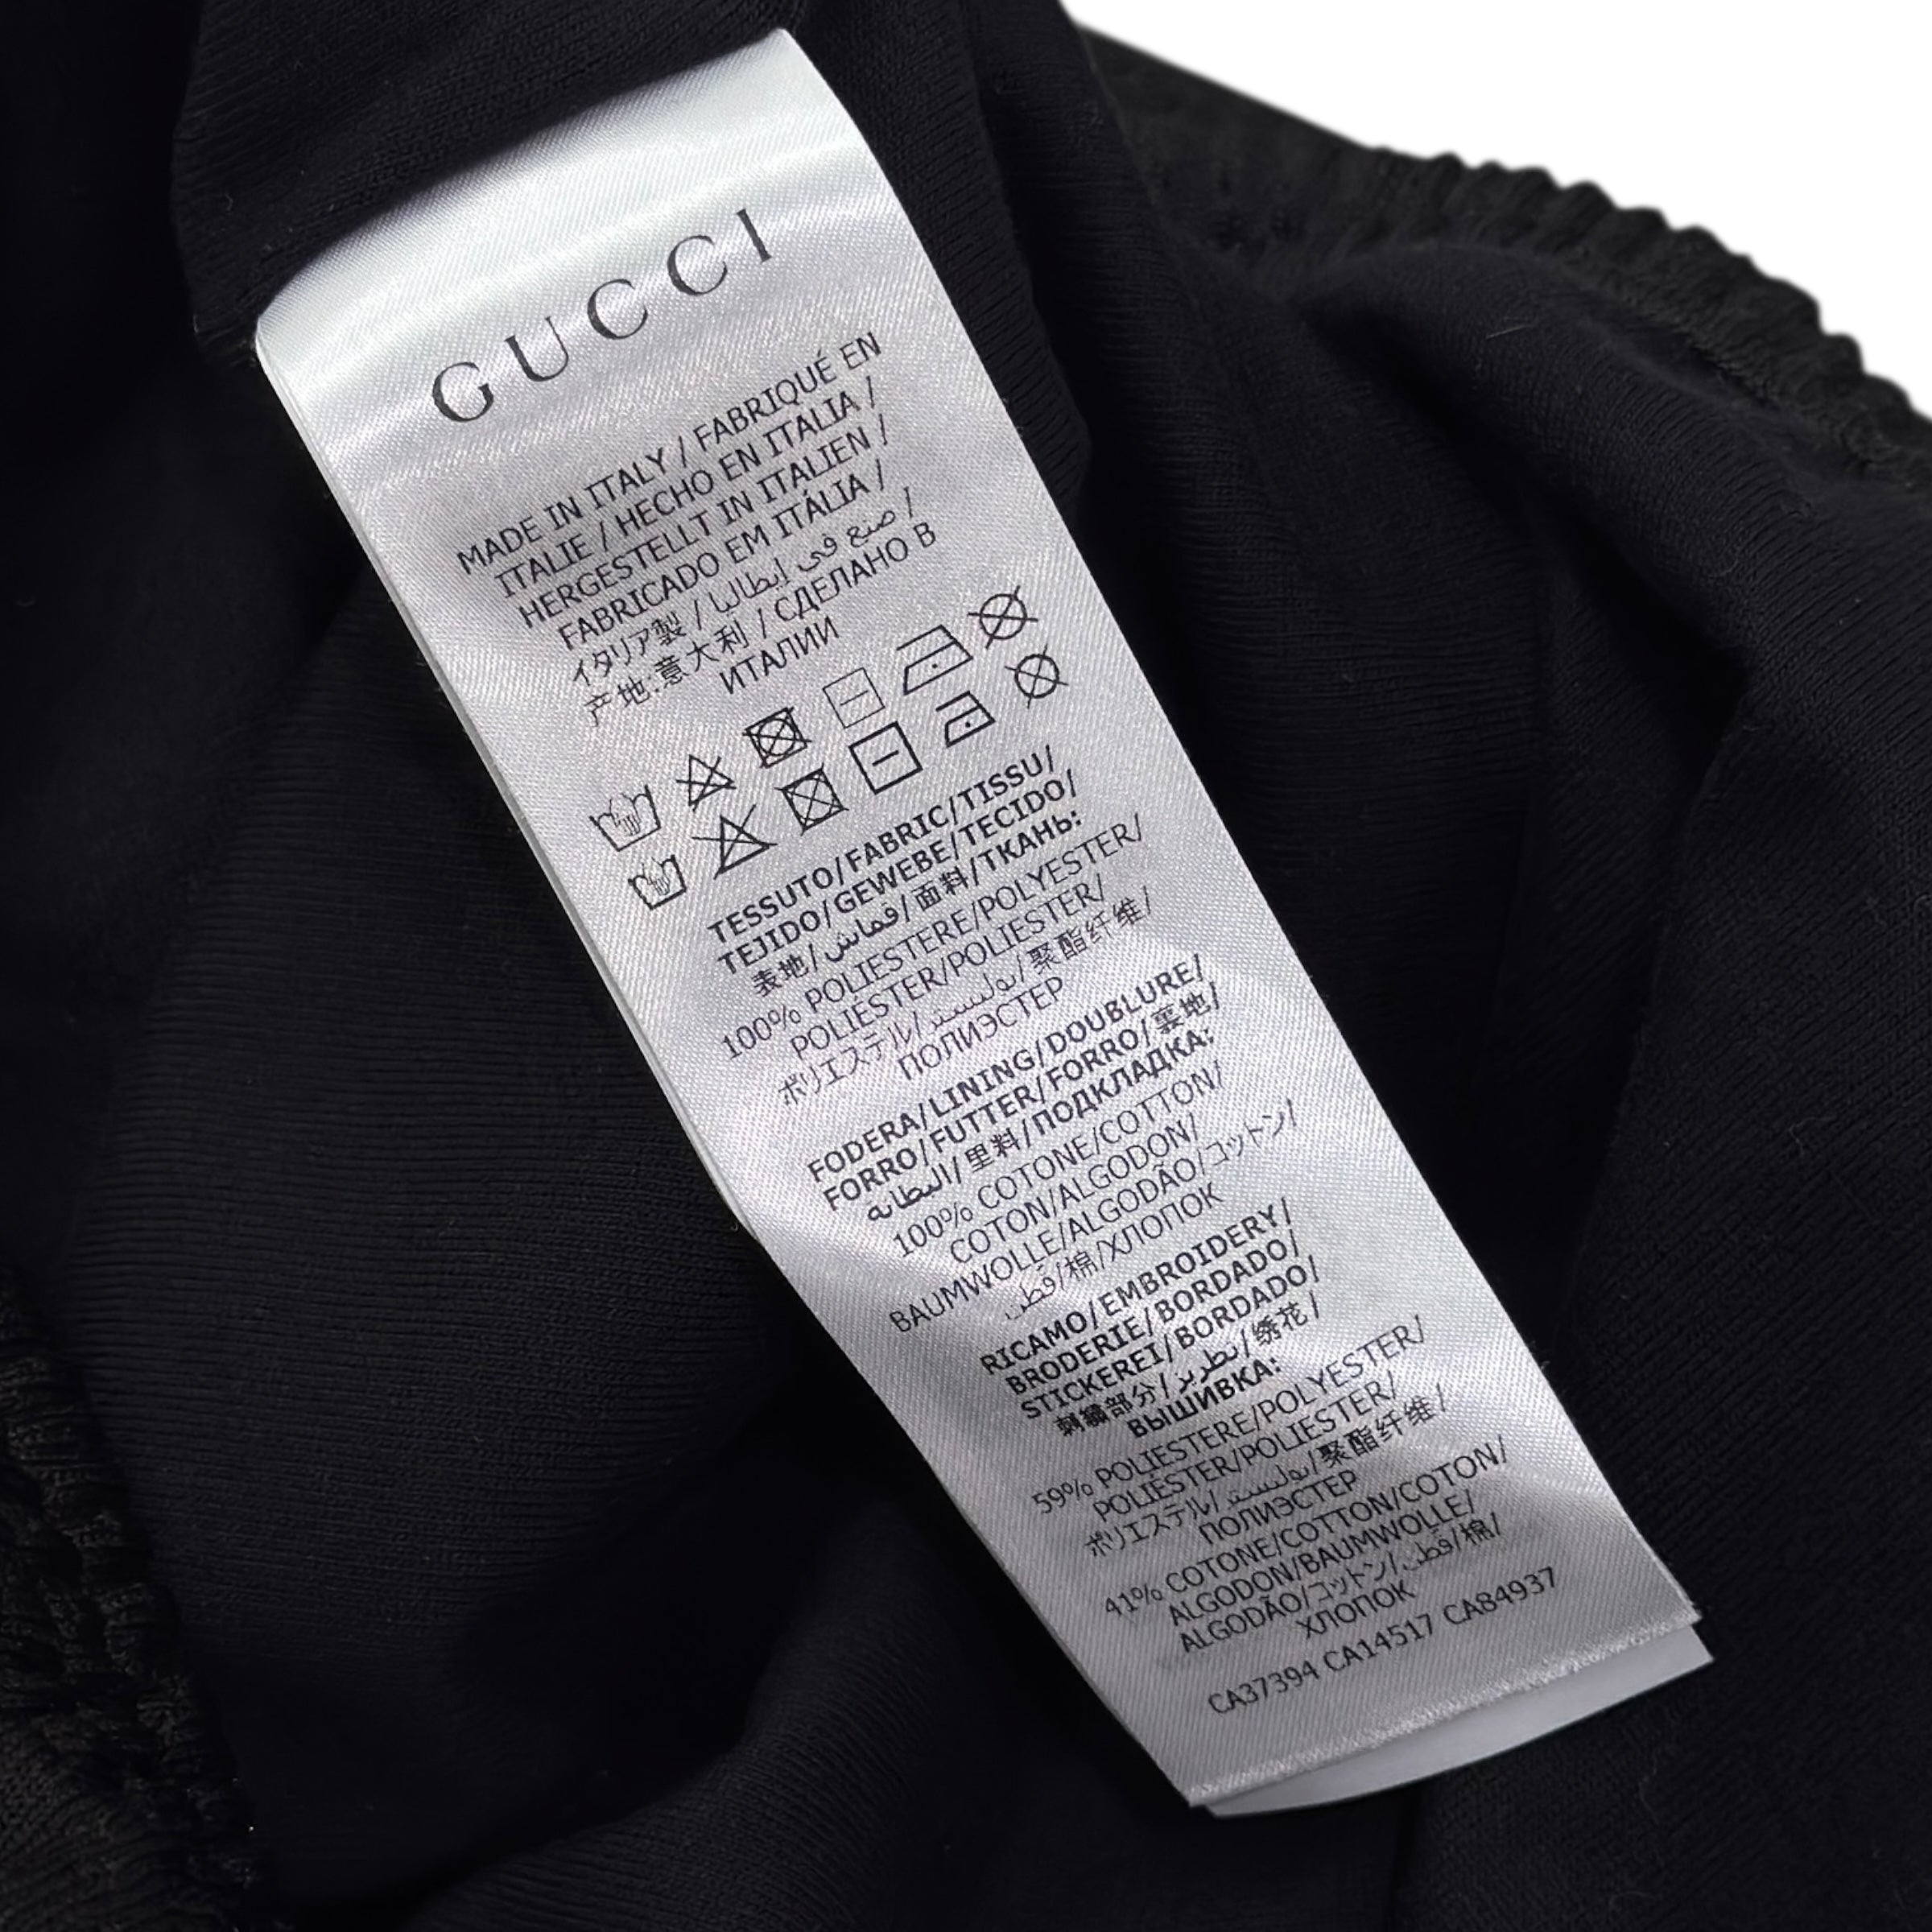 GUCCI
MADE IN ITALY / FABRIQUÉ EN
ITALIE / HECHO EN ITALIA /
HERGESTELLT IN ITALIEN /
FABRICADO EM ITÁLIA /
イタリア製 / صنع في إيطاليا /
产地:意大利 / СДЕЛАНО В
ИТАЛИИ
TESSUTO/FABRIC/TISSU/
TEJIDO/GEWEBE/TECIDO/
表地/قماش/面料/ТКАНЬ:
100% POLIESTERE/POLYESTER/
POLIÉSTER/POLIESTER/
ポリエステル/بوليستر/聚酯纤维/
ПОЛИЭСТЕР
FODERA/LINING/DOUBLURE/
FORRO/FUTTER/FORRO/裏地/
البطانة/里料/ПОДКЛАДКА:
100% COTONE/COTTON/
COTON/ALGODON/
BAUMWOLLE/ALGODÃO/コットン/
قطن/棉/ХЛОПОК
RICAMO/EMBROIDERY/
BRODERIE/BORDADO/
STICKEREI/BORDADO/
刺繍部分/تطريز/绣花/
ВЫШИВКА:
59% POLIESTERE/POLYESTER/
POLIÉSTER/POLIESTER/
ポリエステル/بوليستر/聚酯纤维/
ПОЛИЭСТЕР
41% COTONE/COTTON/COTON/
ALGODON/BAUMWOLLE/
ALGODÃO/コットン/قطن/棉/
ХЛОПОК
CA37394 CA14517 CA84937